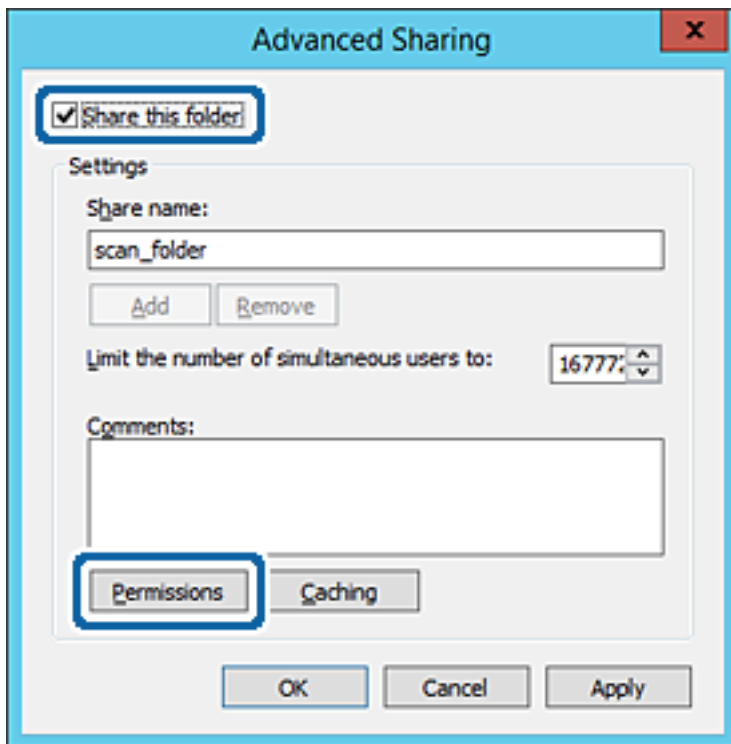 Advanced Sharing
x
Share this folder
Settings
Share name:
scan_folder
Add Remove
Limit the number of simultaneous users to:
Comments:
Permissions Caching
OK Cancel Apply